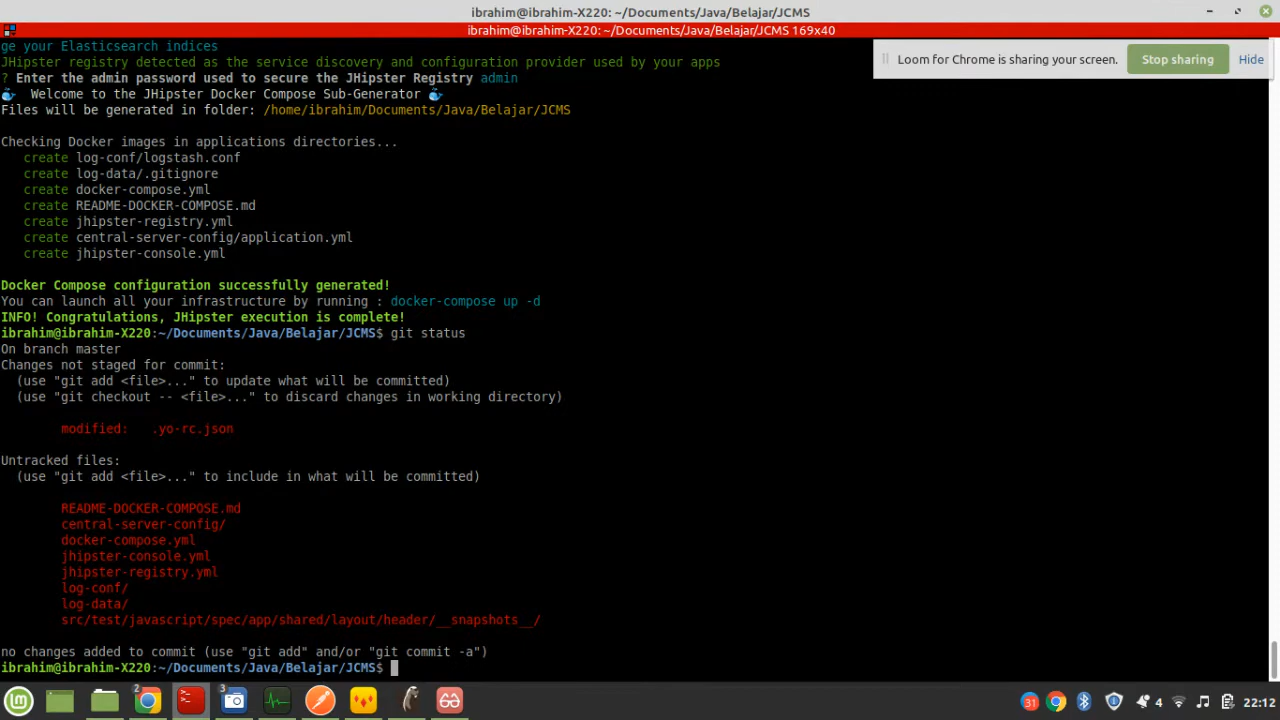 ibrahim@ibrahim-X220: ~/Documents/Java/Belajar/JCMS
ibrahim@ibrahim-X220: ~/Documents/Java/Belajar/JCMS 169x40
ge your Elasticsearch indices
JHipster registry detected as the service discovery and configuration provider used by your apps
? Enter the admin password used to secure the JHipster Registry admin
Welcome to the JHipster Docker Compose Sub-Generator
Files will be generated in folder: /home/ibrahim/Documents/Java/Belajar/JCMS
Loom for Chrome is sharing your screen.
Stop sharing
Hide
Checking Docker images in applications directories...
create log-conf/logstash.conf
create log-data/.gitignore
create docker-compose.yml
create README-DOCKER-COMPOSE.md
create jhipster-registry.yml
create central-server-config/application.yml
create jhipster-console.yml
Docker Compose configuration successfully generated!
You can launch all your infrastructure by running : docker-compose up -d
INFO! Congratulations, JHipster execution is complete!
ibrahim@ibrahim-X220:~/Documents/Java/Belajar/JCMS$ git status
On branch master
Changes not staged for commit:
(use "git add <file>..." to update what will be committed)
(use "git checkout -- <file>..." to discard changes in working directory)
modified:   .yo-rc.json
Untracked files:
(use "git add <file>..." to include in what will be committed)
README-DOCKER-COMPOSE.md
central-server-config/
docker-compose.yml
jhipster-console.yml
jhipster-registry.yml
log-conf/
log-data/
src/test/javascript/spec/app/shared/layout/header/__snapshots__/
no changes added to commit (use "git add" and/or "git commit -a")
ibrahim@ibrahim-X220:~/Documents/Java/Belajar/JCMS$
2
3
31
4
22:12